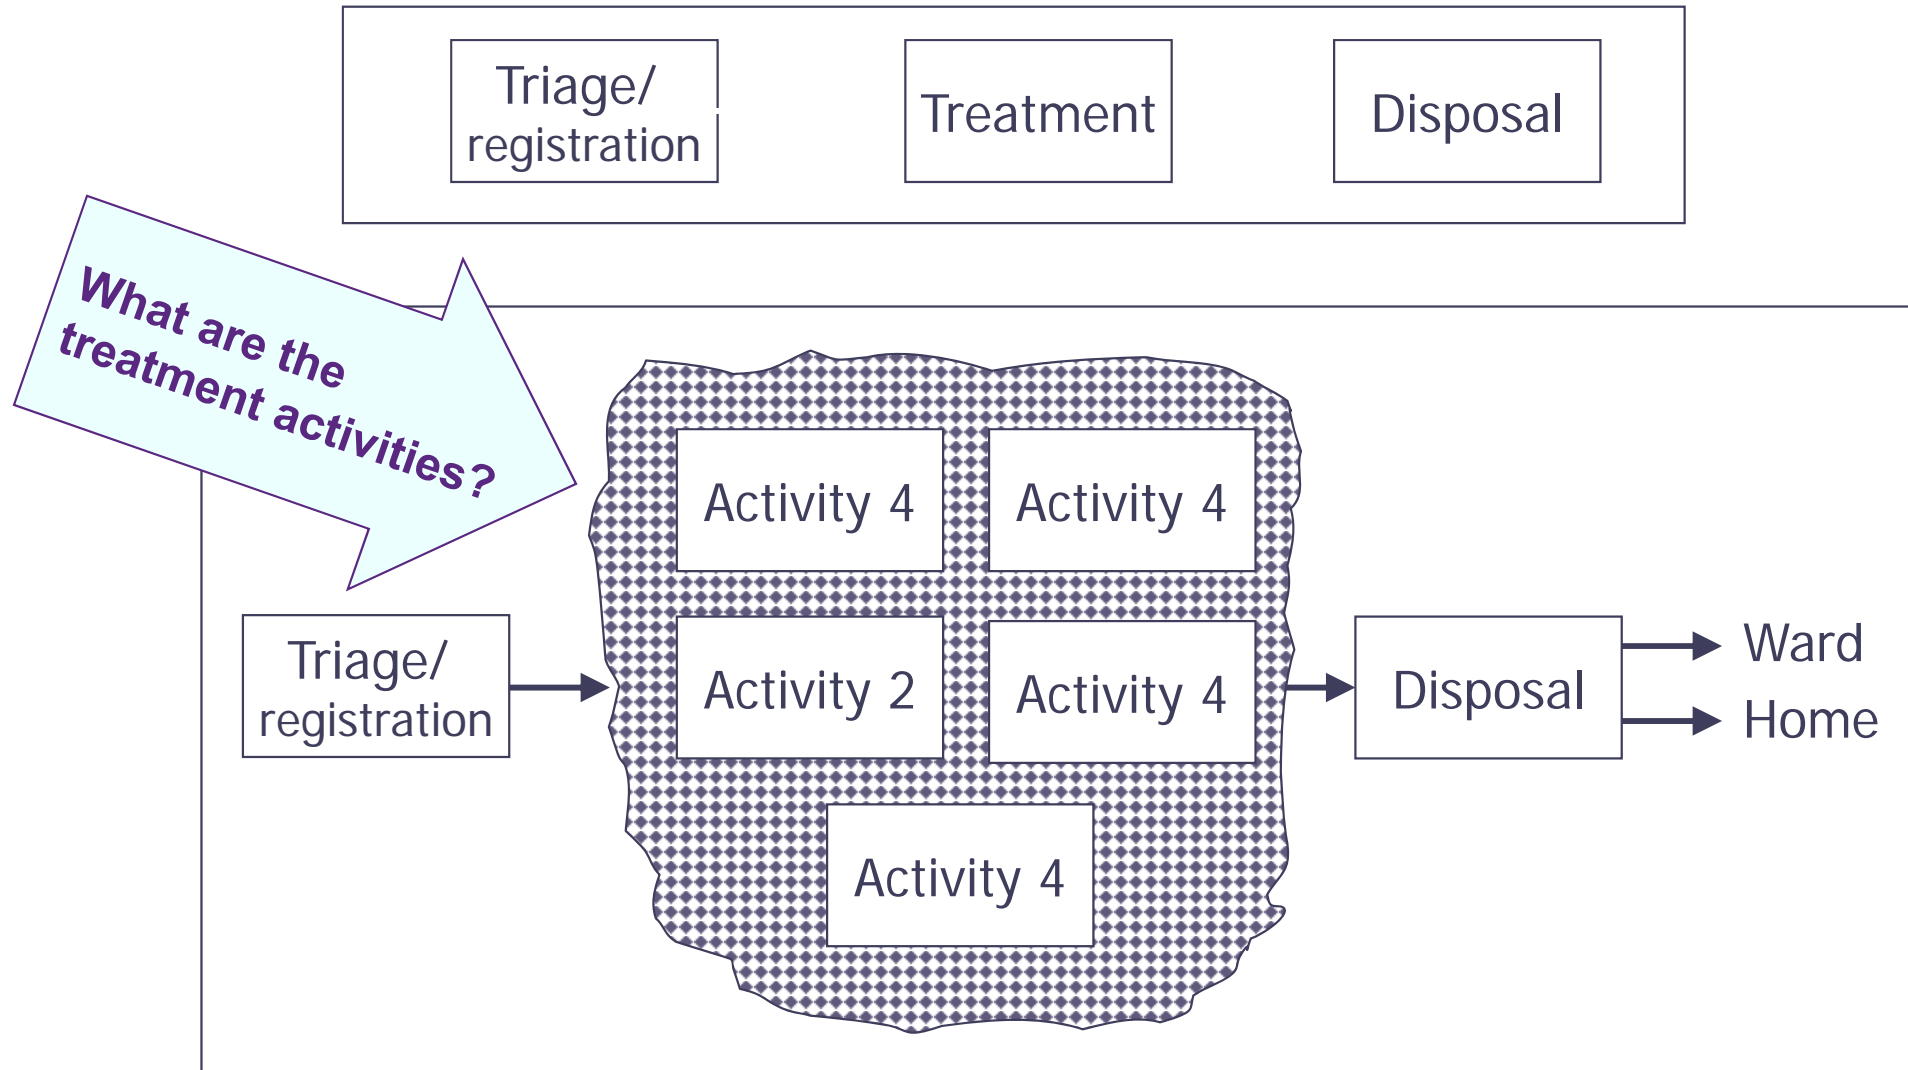 Triage/
registration
Treatment
Disposal
What are the
treatment activities?
Activity 4
Activity 4
Triage/
registration
Activity 2
Activity 4
Disposal
Ward
Home
Activity 4